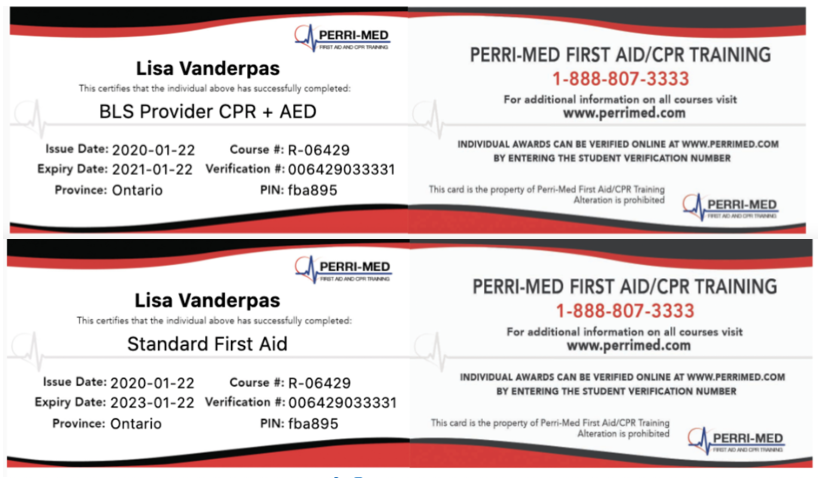 PERRI-MED
FIRST AID AND CPR TRAINING
Lisa Vanderpas
This certifies that the individual above has successfully completed:
BLS Provider CPR + AED
Issue Date: 2020-01-22 Course #: R-06429
Expiry Date: 2021-01-22 Verification #: 006429033331
Province: Ontario PIN: fba895
PERRI-MED FIRST AID/CPR TRAINING
1-888-807-3333
For additional information on all courses visit
www.perrimed.com
INDIVIDUAL AWARDS CAN BE VERIFIED ONLINE AT WWW.PERRIMED.COM
BY ENTERING THE STUDENT VERIFICATION NUMBER
This card is the property of Perri-Med First Aid/CPR Training
Alteration is prohibited
PERRI-MED
FIRST AID AND CPR TRAINING
PERRI-MED
FIRST AID AND CPR TRAINING
Lisa Vanderpas
This certifies that the individual above has successfully completed:
Standard First Aid
Issue Date: 2020-01-22 Course #: R-06429
Expiry Date: 2023-01-22 Verification #: 006429033331
Province: Ontario PIN: fba895
PERRI-MED FIRST AID/CPR TRAINING
1-888-807-3333
For additional information on all courses visit
www.perrimed.com
INDIVIDUAL AWARDS CAN BE VERIFIED ONLINE AT WWW.PERRIMED.COM
BY ENTERING THE STUDENT VERIFICATION NUMBER
This card is the property of Perri-Med First Aid/CPR Training
Alteration is prohibited
PERRI-MED
FIRST AID AND CPR TRAINING